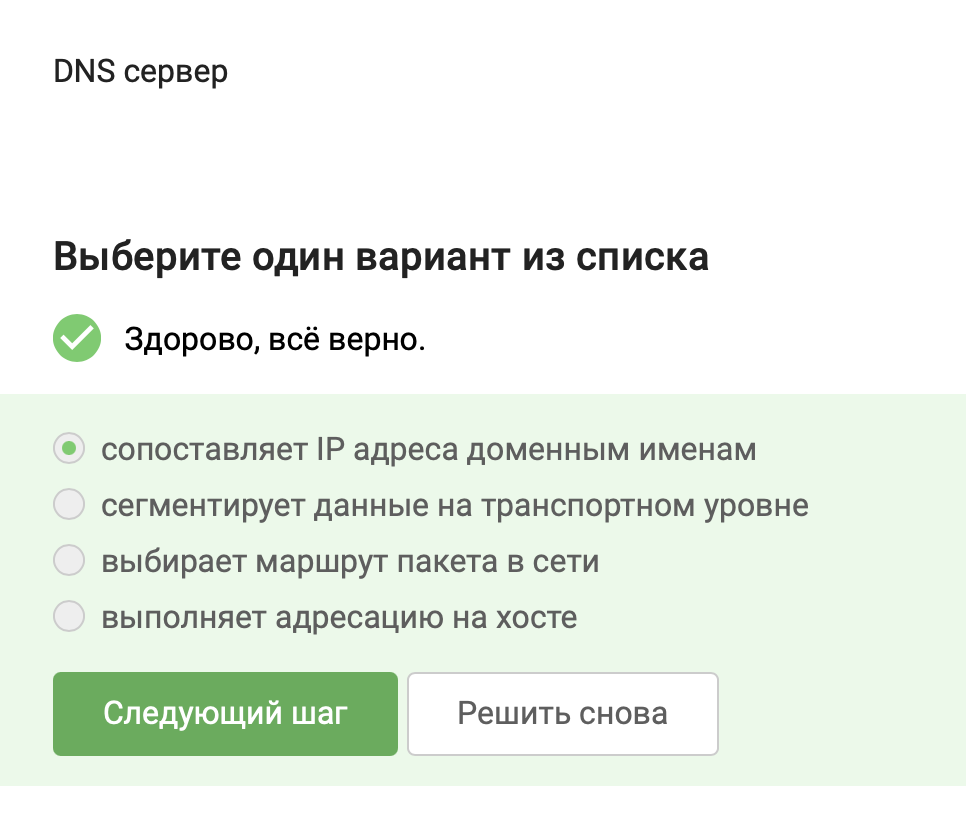 DNS сервер
Выберите один вариант из списка
Здорово, всё верно.
сопоставляет IP адреса доменным именам
сегментирует данные на транспортном уровне
выбирает маршрут пакета в сети
выполняет адресацию на хосте
Следующий шаг
Решить снова